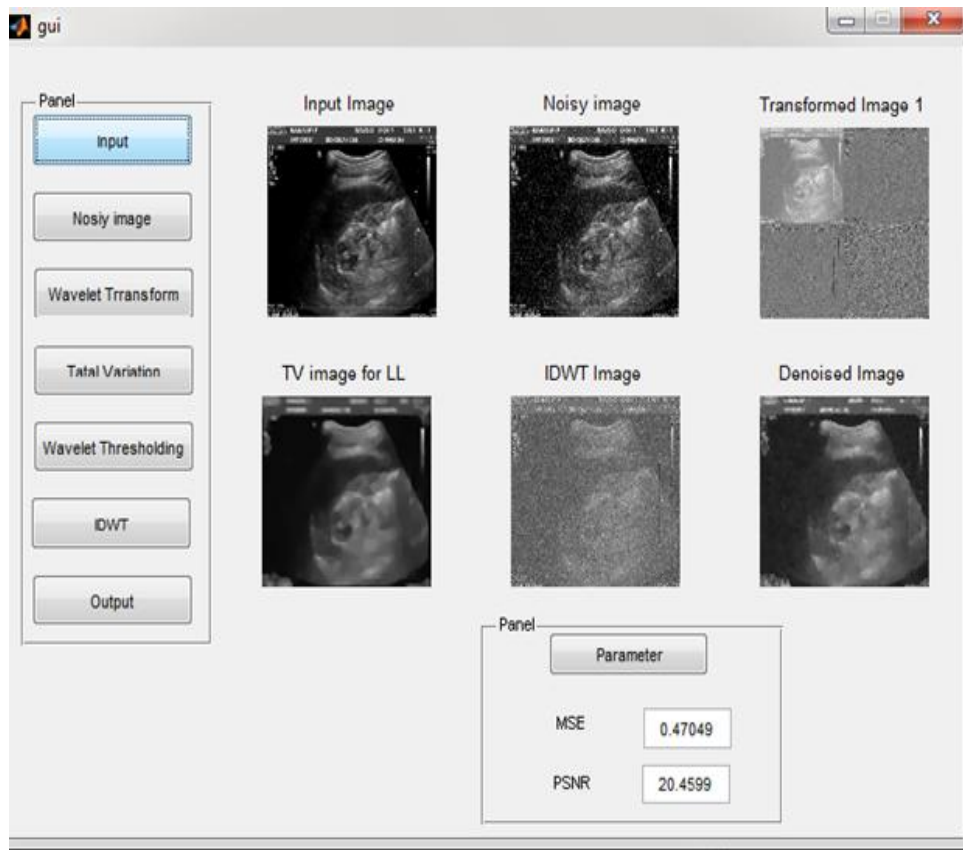 gui
Panel
Input
Nosiy image
Wavelet Trransform
Tatal Variation
Wavelet Thresholding
IDWT
Output
Input Image
Noisy image
Transformed Image 1
TV image for LL
IDWT Image
Denoised Image
Panel
Parameter
MSE
0.47049
PSNR
20.4599